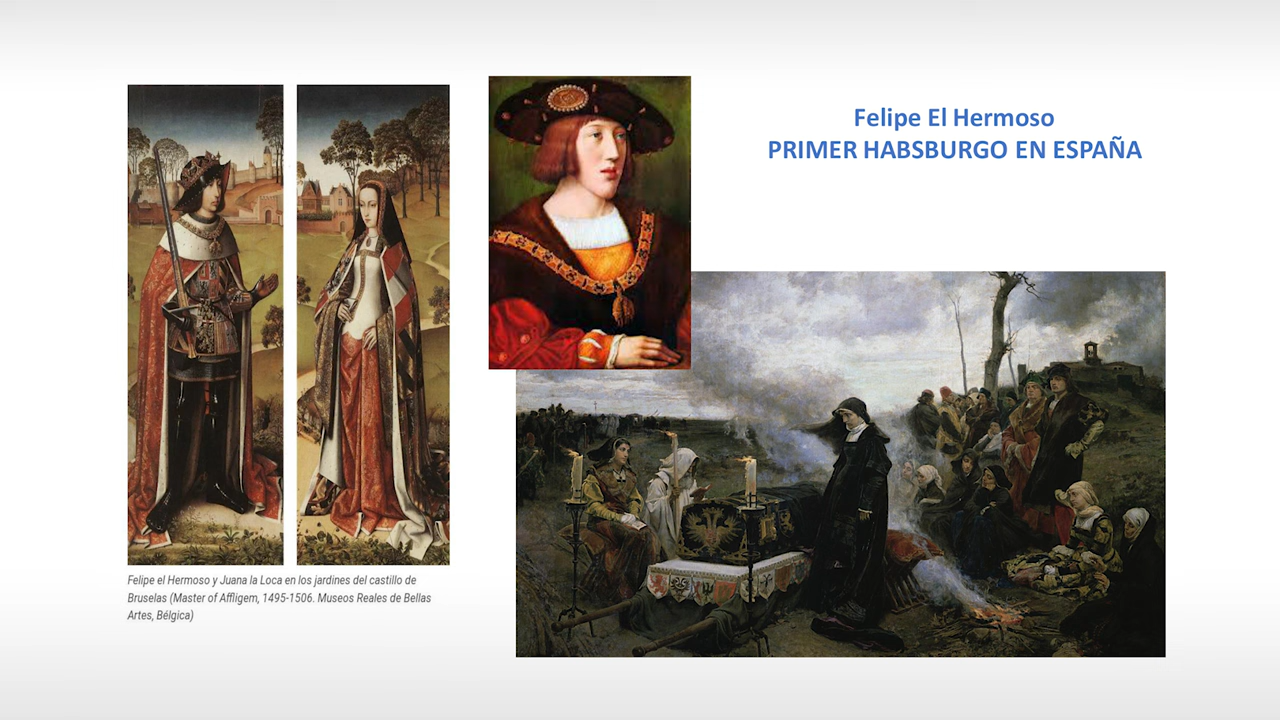 Felipe El Hermoso
PRIMER HABSBURGO EN ESPAÑA
Felipe el Hermoso y Juana la Loca en los jardines del castillo de
Bruselas (Master of Affligem, 1495-1506. Museos Reales de Bellas
Artes, Bélgica)